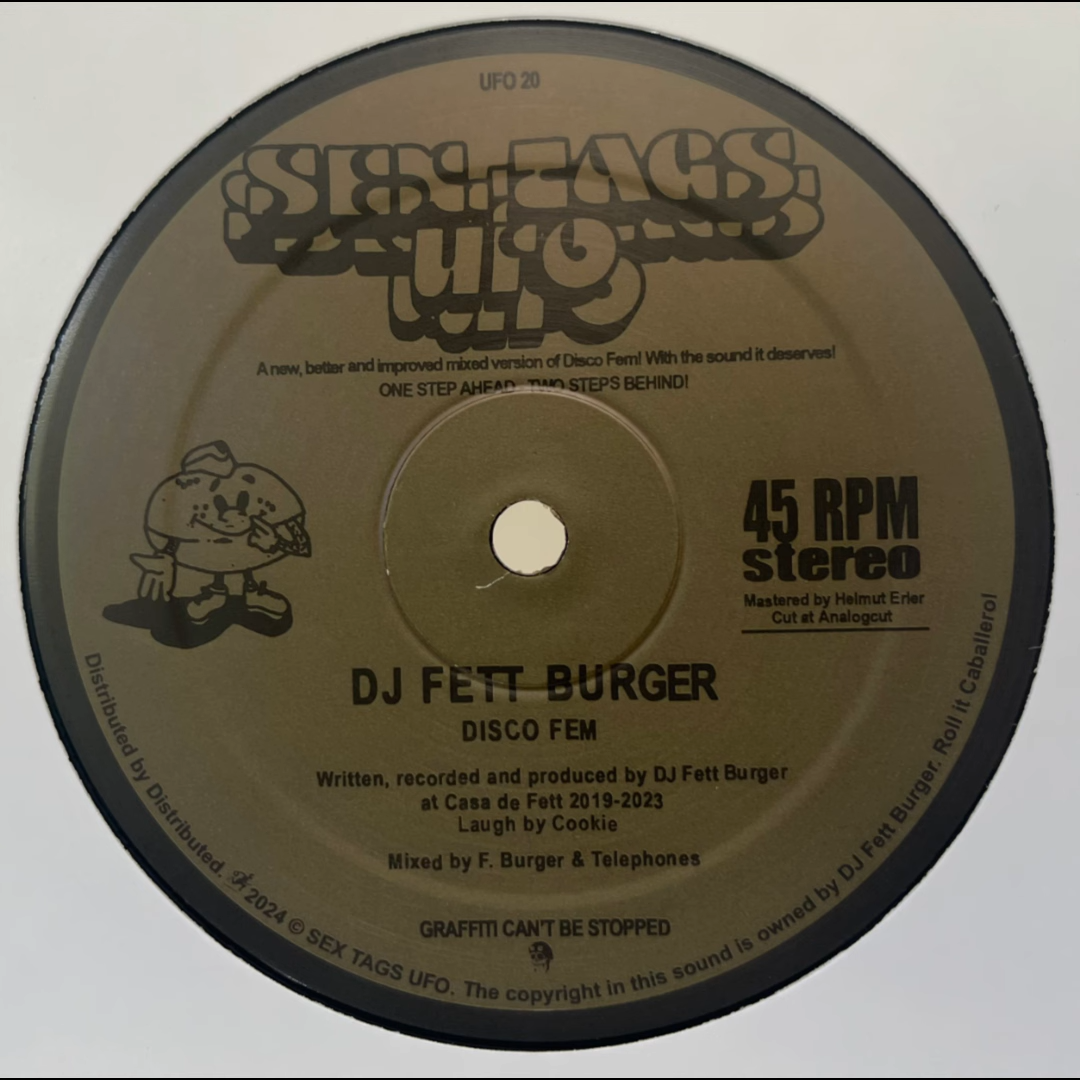 UFO 20
SEX TAGS
UFO
A new, better and improved mixed version of Disco Fem! With the sound it deserves!
ONE STEP AHEAD - TWO STEPS BEHIND!
45 RPM
stereo
Mastered by Helmut Erler
Cut at Analogcut
DJ FETT BURGER
DISCO FEM
Written, recorded and produced by DJ Fett Burger
at Casa de Fett 2019-2023
Laugh by Cookie
Mixed by F. Burger & Telephones
GRAFFITI CAN'T BE STOPPED
Distributed by Distributed. 2024 © SEX TAGS UFO. The copyright in this sound is owned by DJ Fett Burger. Roll it Caballero!